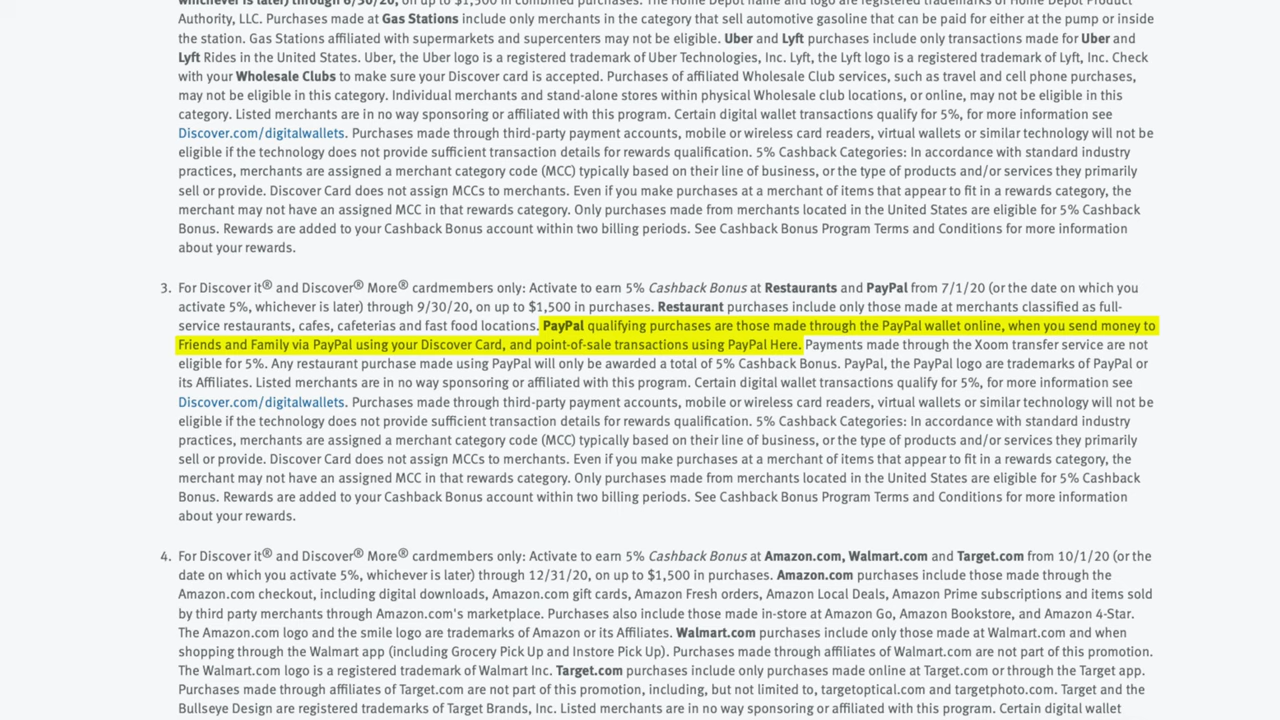 whichever is later) through 6/30/20, on up to $1,500 in combined purchases. The Home Depot name and logo are registered trademarks of Home Depot Product
Authority, LLC. Purchases made at Gas Stations include only merchants in the category that sell automotive gasoline that can be paid for either at the pump or inside
the station. Gas Stations affiliated with supermarkets and supercenters may not be eligible. Uber and Lyft purchases include only transactions made for Uber and
Lyft Rides in the United States. Uber, the Uber logo is a registered trademark of Uber Technologies, Inc. Lyft, the Lyft logo is a registered trademark of Lyft, Inc. Check
with your Wholesale Clubs to make sure your Discover card is accepted. Purchases of affiliated Wholesale Club services, such as travel and cell phone purchases,
may not be eligible in this category. Individual merchants and stand-alone stores within physical Wholesale club locations, or online, may not be eligible in this
category. Listed merchants are in no way sponsoring or affiliated with this program. Certain digital wallet transactions qualify for 5%, for more information see
Discover.com/digitalwallets. Purchases made through third-party payment accounts, mobile or wireless card readers, virtual wallets or similar technology will not be
eligible if the technology does not provide sufficient transaction details for rewards qualification. 5% Cashback Categories: In accordance with standard industry
practices, merchants are assigned a merchant category code (MCC) typically based on their line of business, or the type of products and/or services they primarily
sell or provide. Discover Card does not assign MCCs to merchants. Even if you make purchases at a merchant of items that appear to fit in a rewards category, the
merchant may not have an assigned MCC in that rewards category. Only purchases made from merchants located in the United States are eligible for 5% Cashback
Bonus. Rewards are added to your Cashback Bonus account within two billing periods. See Cashback Bonus Program Terms and Conditions for more information
about your rewards.
3. For Discover it® and Discover® More® cardmembers only: Activate to earn 5% Cashback Bonus at Restaurants and PayPal from 7/1/20 (or the date on which you
activate 5%, whichever is later) through 9/30/20, on up to $1,500 in purchases. Restaurant purchases include only those made at merchants classified as full-
service restaurants, cafes, cafeterias and fast food locations. PayPal qualifying purchases are those made through the PayPal wallet online, when you send money to
Friends and Family via PayPal using your Discover Card, and point-of-sale transactions using PayPal Here. Payments made through the Xoom transfer service are not
eligible for 5%. Any restaurant purchase made using PayPal will only be awarded a total of 5% Cashback Bonus. PayPal, the PayPal logo are trademarks of PayPal or
its Affiliates. Listed merchants are in no way sponsoring or affiliated with this program. Certain digital wallet transactions qualify for 5%, for more information see
Discover.com/digitalwallets. Purchases made through third-party payment accounts, mobile or wireless card readers, virtual wallets or similar technology will not be
eligible if the technology does not provide sufficient transaction details for rewards qualification. 5% Cashback Categories: In accordance with standard industry
practices, merchants are assigned a merchant category code (MCC) typically based on their line of business, or the type of products and/or services they primarily
sell or provide. Discover Card does not assign MCCs to merchants. Even if you make purchases at a merchant of items that appear to fit in a rewards category, the
merchant may not have an assigned MCC in that rewards category. Only purchases made from merchants located in the United States are eligible for 5% Cashback
Bonus. Rewards are added to your Cashback Bonus account within two billing periods. See Cashback Bonus Program Terms and Conditions for more information
about your rewards.
4. For Discover it® and Discover® More® cardmembers only: Activate to earn 5% Cashback Bonus at Amazon.com, Walmart.com and Target.com from 10/1/20 (or the
date on which you activate 5%, whichever is later) through 12/31/20, on up to $1,500 in purchases. Amazon.com purchases include those made through the
Amazon.com checkout, including digital downloads, Amazon.com gift cards, Amazon Fresh orders, Amazon Local Deals, Amazon Prime subscriptions and items sold
by third party merchants through Amazon.com's marketplace. Purchases also include those made in-store at Amazon Go, Amazon Bookstore, and Amazon 4-Star.
The Amazon.com logo and the smile logo are trademarks of Amazon or its Affiliates. Walmart.com purchases include only those made at Walmart.com and when
shopping through the Walmart app (including Grocery Pick Up and Instore Pick Up). Purchases made through affiliates of Walmart.com are not part of this promotion.
The Walmart.com logo is a registered trademark of Walmart Inc. Target.com purchases include only purchases made online at Target.com or through the Target app.
Purchases made through affiliates of Target.com are not part of this promotion, including, but not limited to, targetoptical.com and targetphoto.com. Target and the
Bullseye Design are registered trademarks of Target Brands, Inc. Listed merchants are in no way sponsoring or affiliated with this program. Certain digital wallet